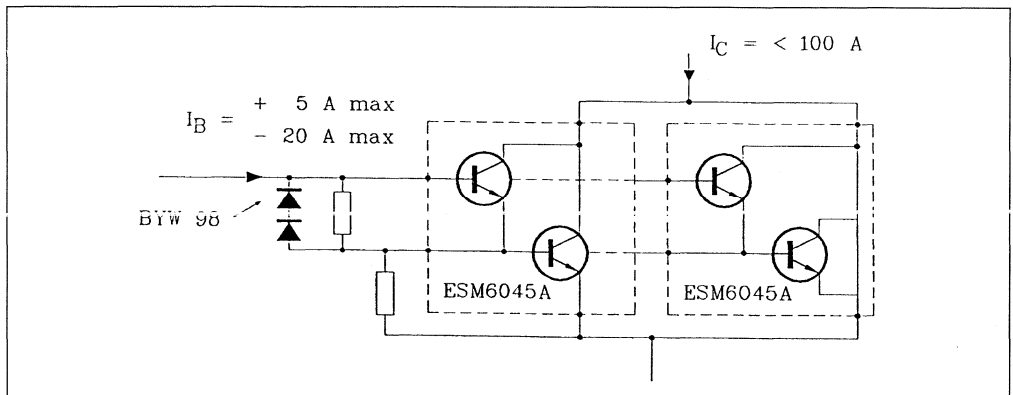 I_C = < 100 A
+ 5 A max
I_B =
- 20 A max
BYW 98
ESM6045A
ESM6045A